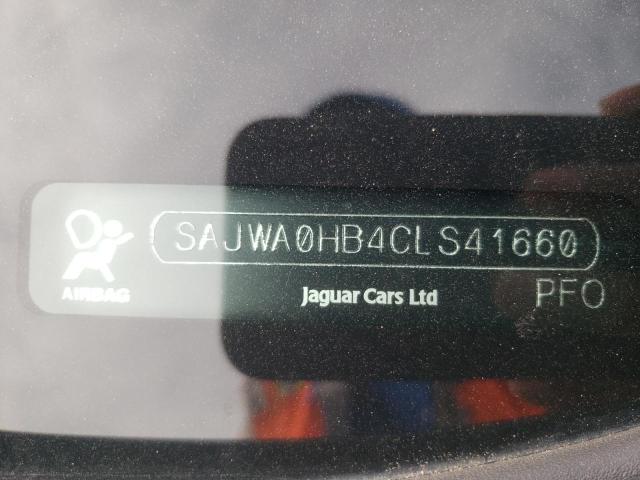 SAJWA0HB4CLS41660
AIRBAG
Jaguar Cars Ltd
PFO